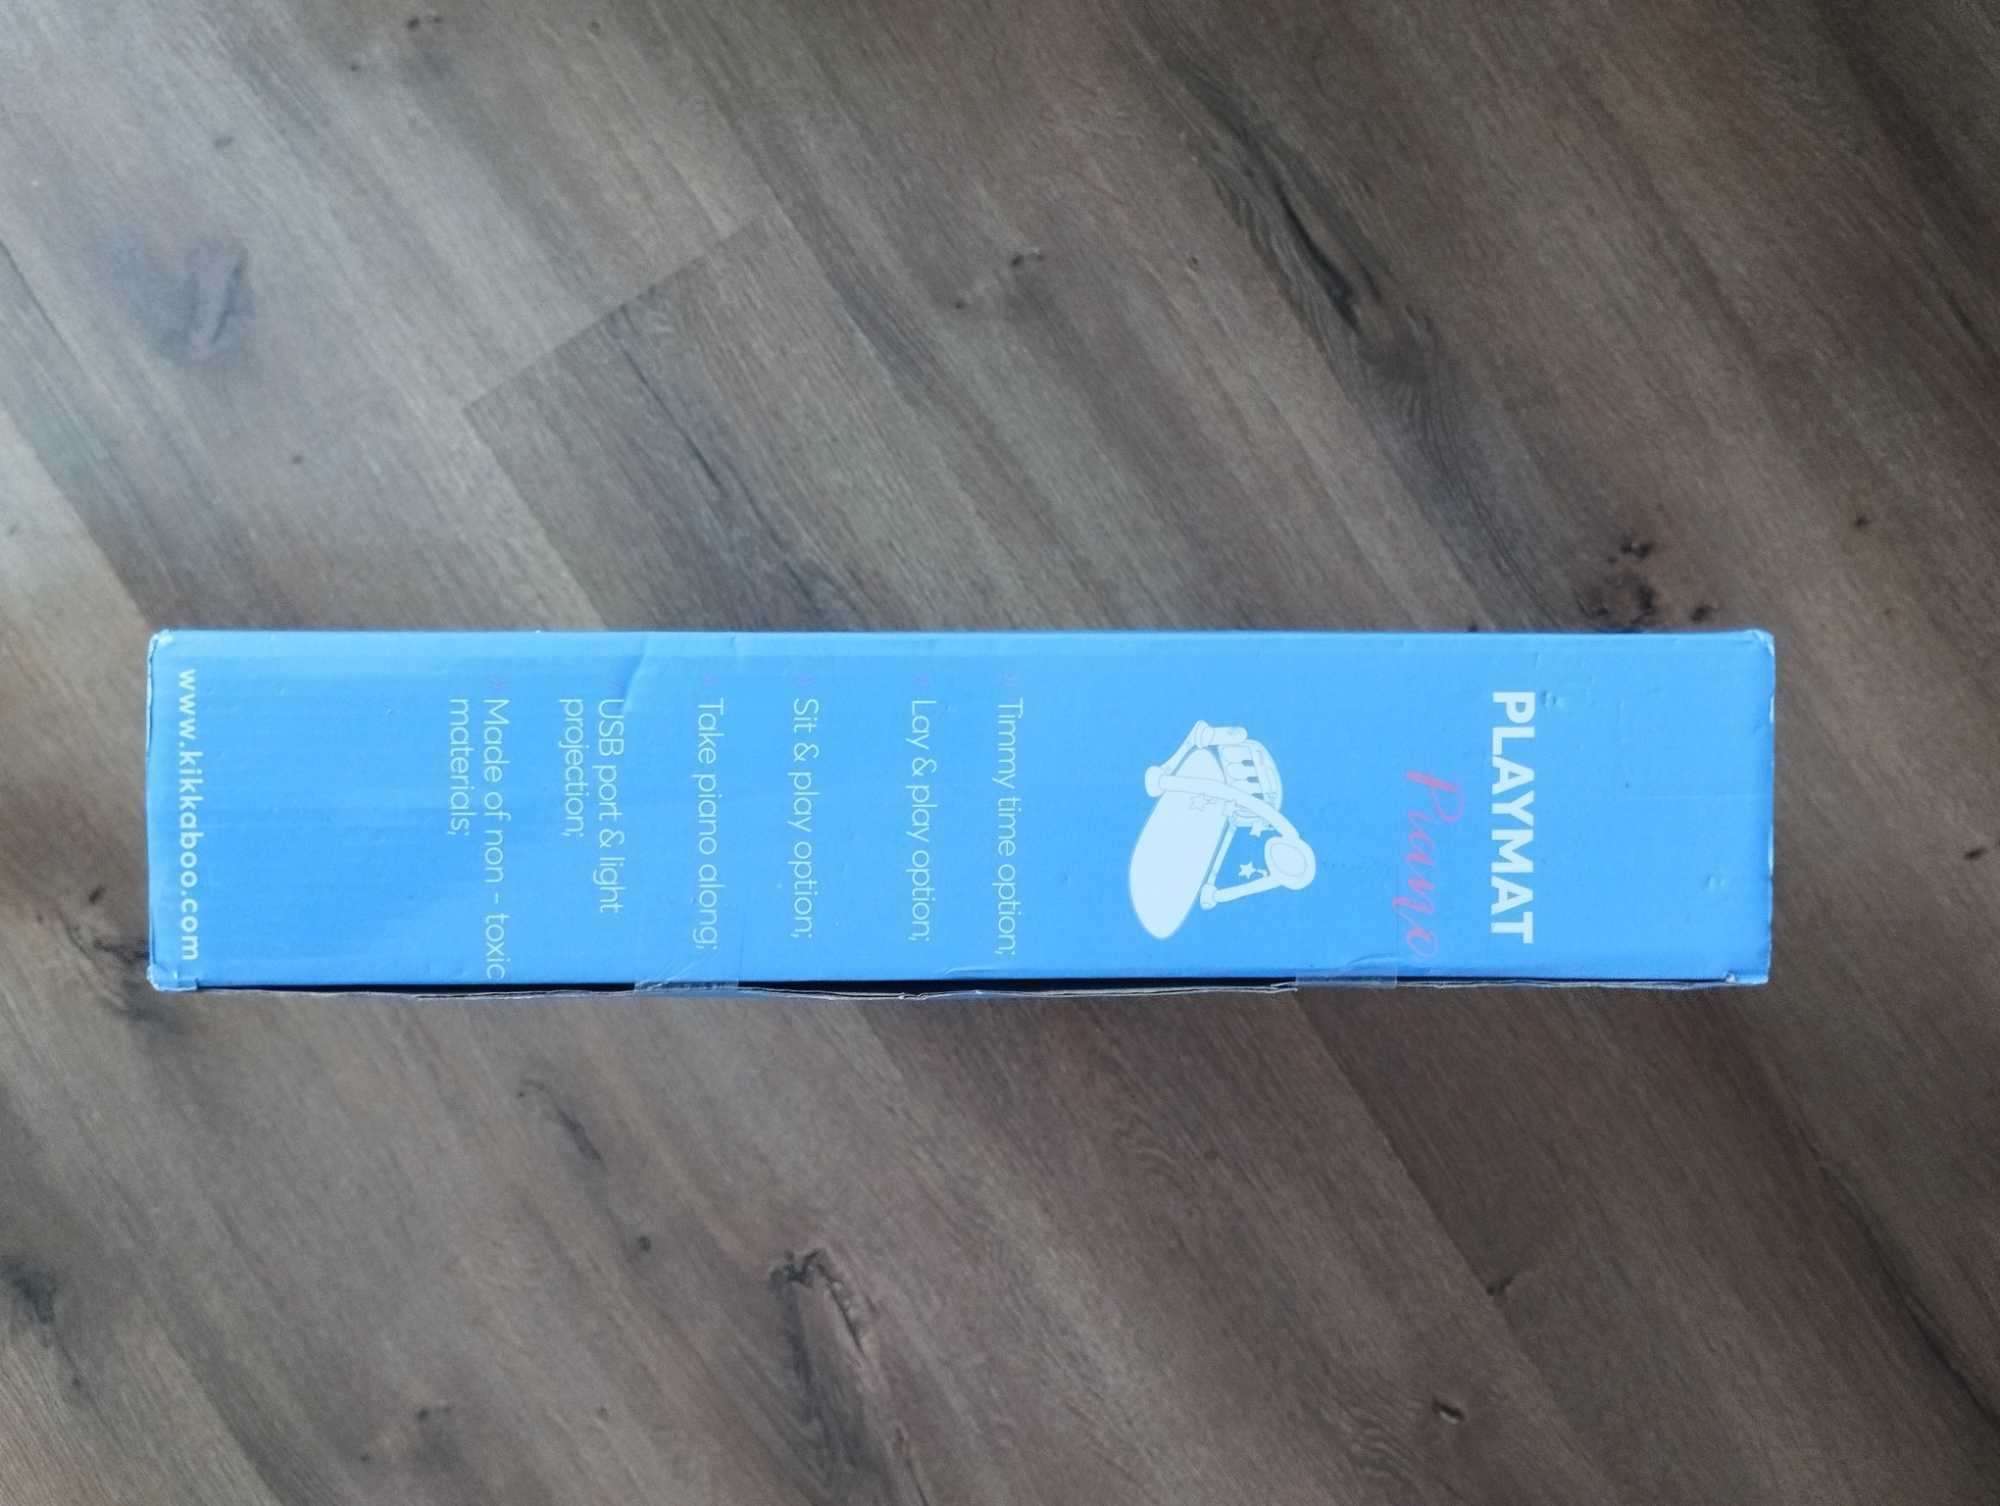 PLAYMAT
Piano
Timmy time option;
Lay & play option;
Sit & play option;
Take piano along;
USB port & light
projection;
Made of non - toxic
materials;
www.kikkaboo.com